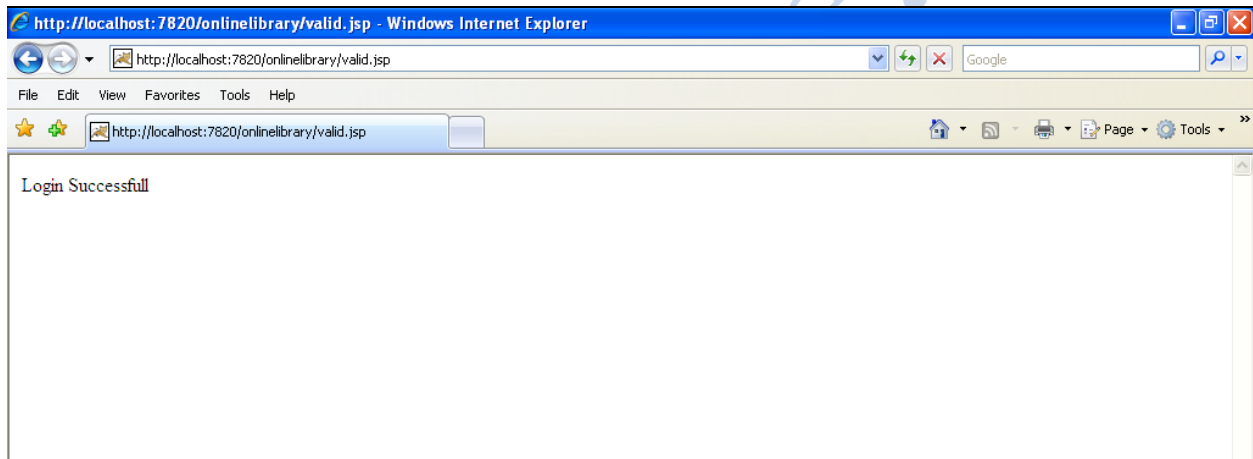 http://localhost:7820/onlinelibrary/valid.jsp - Windows Internet Explorer
http://localhost:7820/onlinelibrary/valid.jsp
Google
File Edit View Favorites Tools Help
http://localhost:7820/onlinelibrary/valid.jsp
Page Tools »
Login Successfull